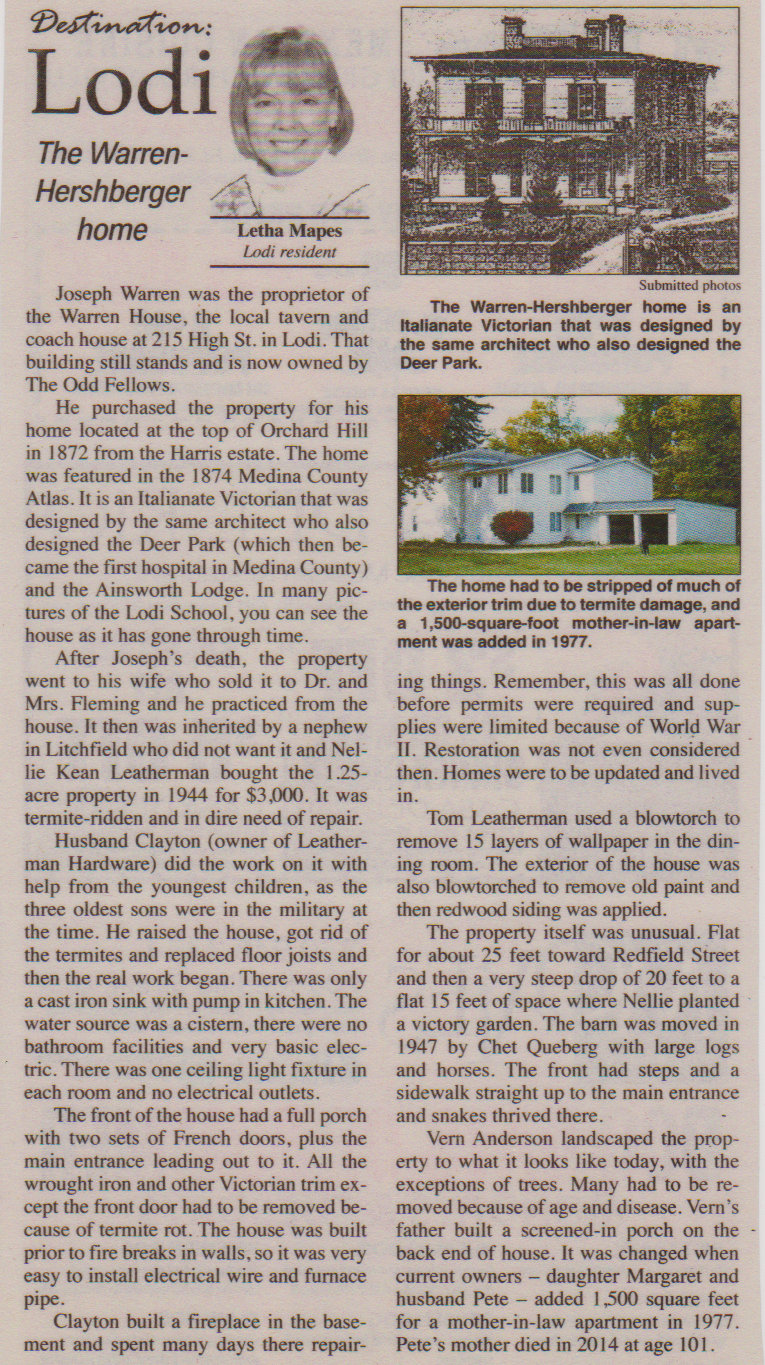 Destination:
Lodi
The Warren-
Hershberger
home
Letha Mapes
Lodi resident
Joseph Warren was the proprietor of
the Warren House, the local tavern and
coach house at 215 High St. in Lodi. That
building still stands and is now owned by
The Odd Fellows.
He purchased the property for his
home located at the top of Orchard Hill
in 1872 from the Harris estate. The home
was featured in the 1874 Medina County
Atlas. It is an Italianate Victorian that was
designed by the same architect who also
designed the Deer Park (which then be-
came the first hospital in Medina County)
and the Ainsworth Lodge. In many pic-
tures of the Lodi School, you can see the
house as it has gone through time.
After Joseph's death, the property
went to his wife who sold it to Dr. and
Mrs. Fleming and he practiced from the
house. It then was inherited by a nephew
in Litchfield who did not want it and Nel-
lie Kean Leatherman bought the 1.25-
acre property in 1944 for $3,000. It was
termite-ridden and in dire need of repair.
Husband Clayton (owner of Leather-
man Hardware) did the work on it with
help from the youngest children, as the
three oldest sons were in the military at
the time. He raised the house, got rid of
the termites and replaced floor joists and
then the real work began. There was only
a cast iron sink with pump in kitchen. The
water source was a cistern, there were no
bathroom facilities and very basic elec-
tric. There was one ceiling light fixture in
each room and no electrical outlets.
The front of the house had a full porch
with two sets of French doors, plus the
main entrance leading out to it. All the
wrought iron and other Victorian trim ex-
cept the front door had to be removed be-
cause of termite rot. The house was built
prior to fire breaks in walls, so it was very
easy to install electrical wire and furnace
pipe.
Clayton built a fireplace in the base-
ment and spent many days there repair-
Submitted photos
The Warren-Hershberger home is an
Italianate Victorian that was designed by
the same architect who also designed the
Deer Park.
The home had to be stripped of much of
the exterior trim due to termite damage, and
a 1,500-square-foot mother-in-law apart-
ment was added in 1977.
ing things. Remember, this was all done
before permits were required and sup-
plies were limited because of World War
II. Restoration was not even considered
then. Homes were to be updated and lived
in.
Tom Leatherman used a blowtorch to
remove 15 layers of wallpaper in the din-
ing room. The exterior of the house was
also blowtorched to remove old paint and
then redwood siding was applied.
The property itself was unusual. Flat
for about 25 feet toward Redfield Street
and then a very steep drop of 20 feet to a
flat 15 feet of space where Nellie planted
a victory garden. The barn was moved in
1947 by Chet Queberg with large logs
and horses. The front had steps and a
sidewalk straight up to the main entrance
and snakes thrived there.
Vern Anderson landscaped the prop-
erty to what it looks like today, with the
exceptions of trees. Many had to be re-
moved because of age and disease. Vern's
father built a screened-in porch on the
back end of house. It was changed when
current owners – daughter Margaret and
husband Pete – added 1,500 square feet
for a mother-in-law apartment in 1977.
Pete's mother died in 2014 at age 101.